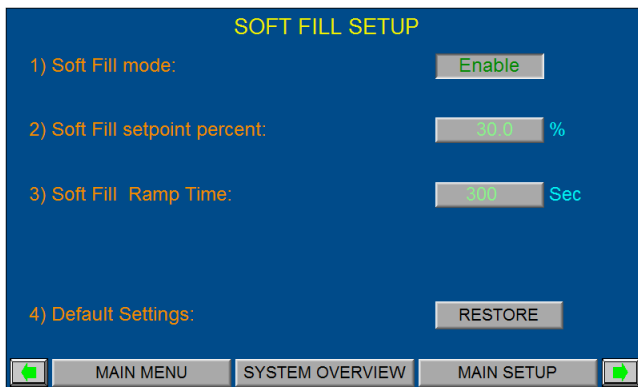 SOFT FILL SETUP
1) Soft Fill mode: Enable
2) Soft Fill setpoint percent: 30.0 %
3) Soft Fill Ramp Time: 300 Sec
4) Default Settings: RESTORE
MAIN MENU SYSTEM OVERVIEW MAIN SETUP